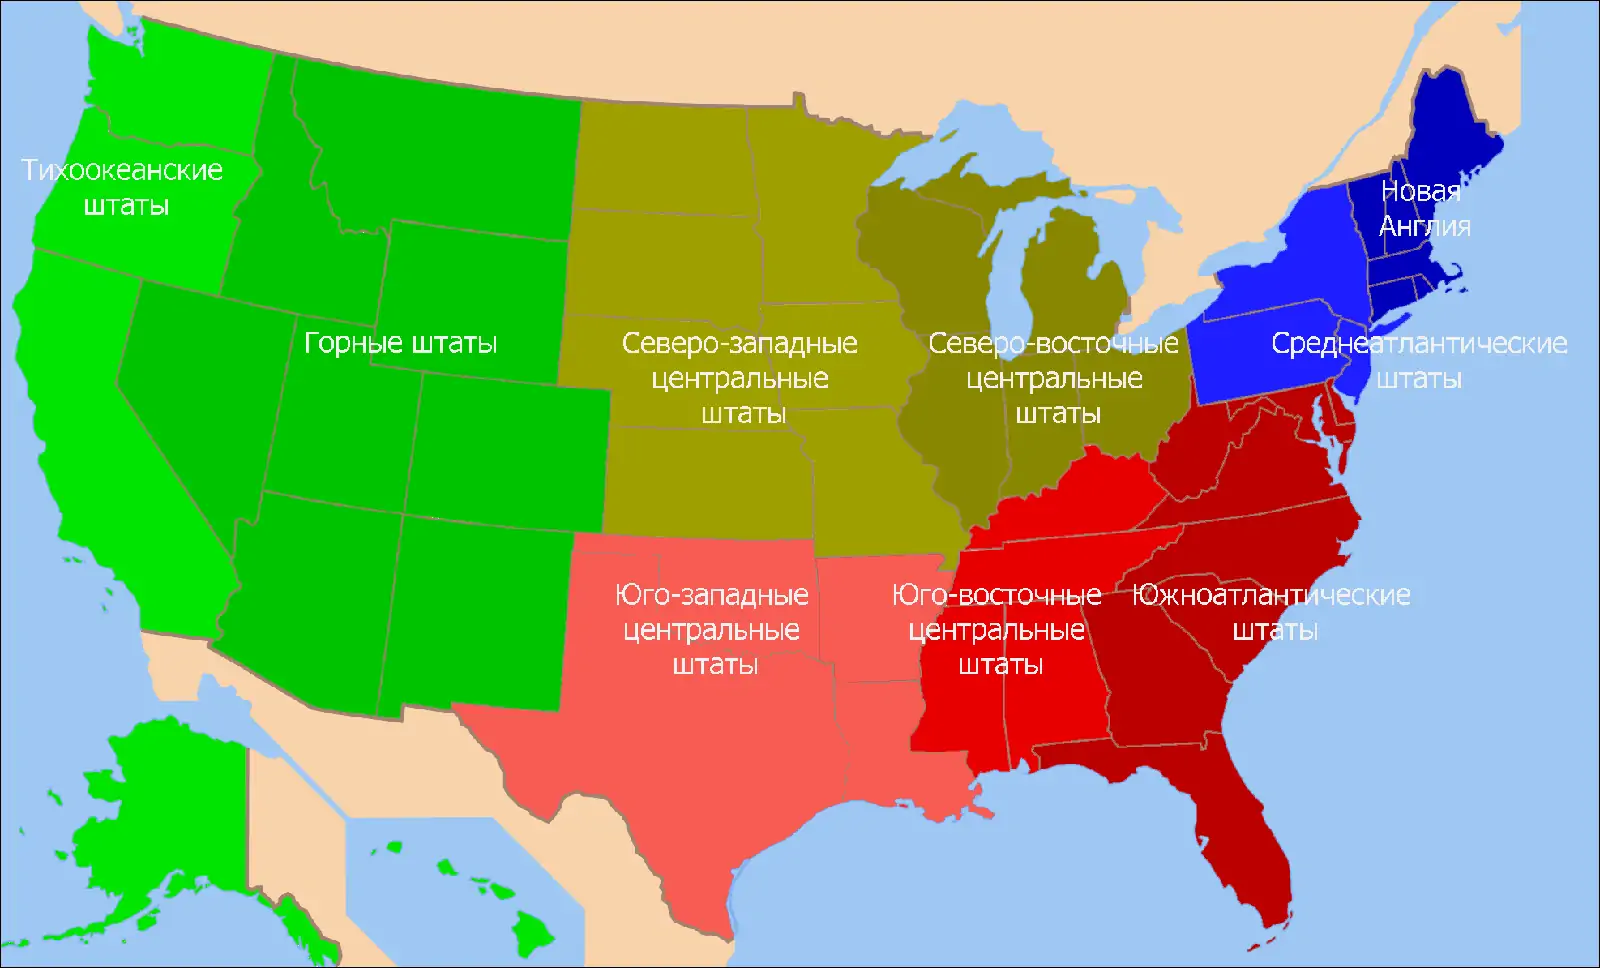 Тихоокеанские
штаты
Новая
Англия
Горные штаты
Северо-западные
центральные
штаты
Северо-восточные
центральные
штаты
Среднеатлантические
штаты
Юго-западные
центральные
штаты
Юго-восточные
центральные
штаты
Южноатлантические
штаты